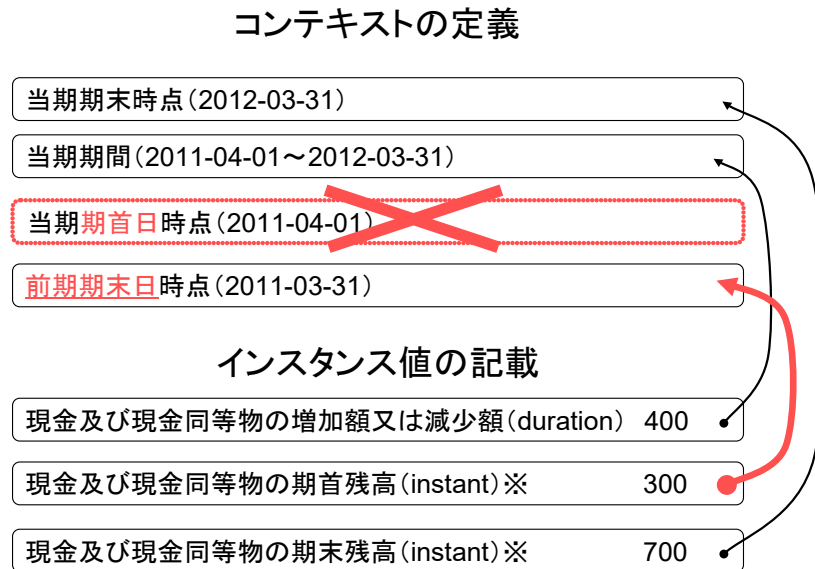 コンテキストの定義
当期期末時点(2012-03-31)
当期期間(2011-04-01~2012-03-31)
当期期首日時点(2011-04-01)
前期期末日時点(2011-03-31)
インスタンス値の記載
現金及び現金同等物の増加額又は減少額(duration) 400
現金及び現金同等物の期首残高(instant)※ 300
現金及び現金同等物の期末残高(instant)※ 700